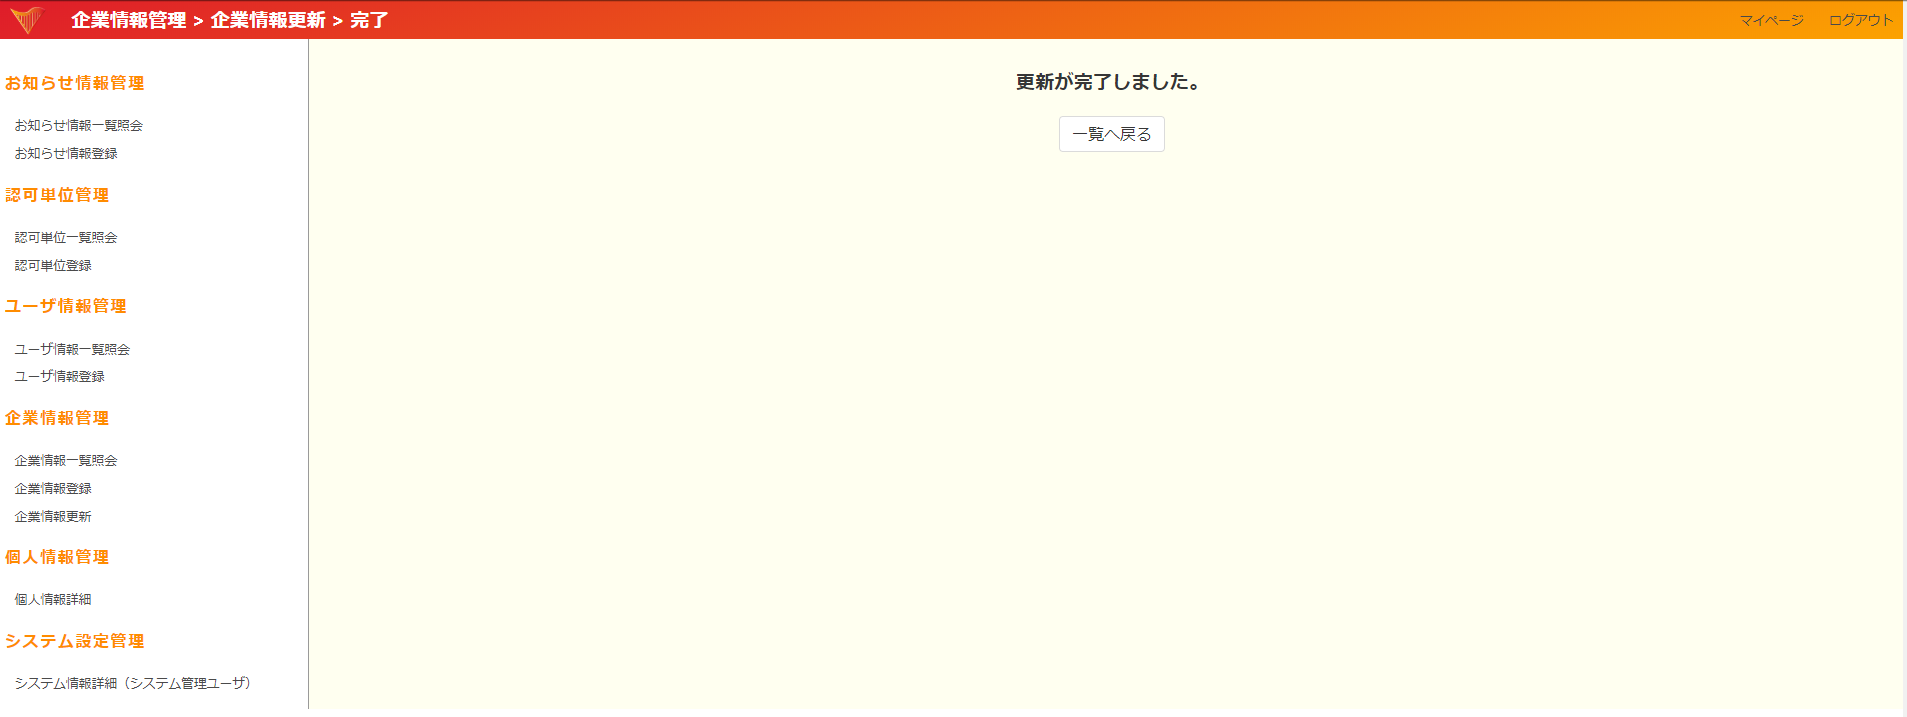 企業情報管理 > 企業情報更新 > 完了
マイページ ログアウト
お知らせ情報管理
お知らせ情報一覧照会
お知らせ情報登録
認可単位管理
認可単位一覧照会
認可単位登録
ユーザ情報管理
ユーザ情報一覧照会
ユーザ情報登録
企業情報管理
企業情報一覧照会
企業情報登録
企業情報更新
個人情報管理
個人情報詳細
システム設定管理
システム情報詳細（システム管理ユーザ）
更新が完了しました。
一覧へ戻る